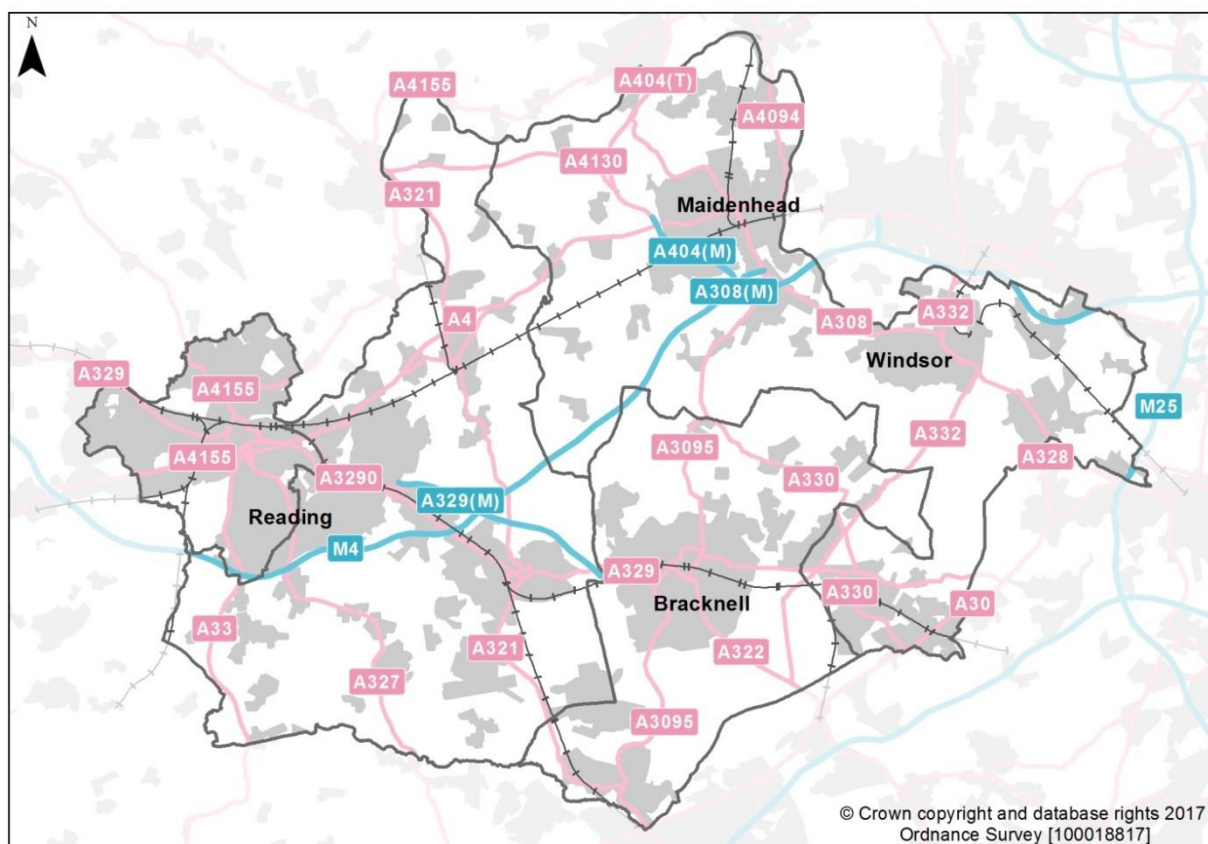 N
A4155
A404(T)
A4094
A4130
A321
Maidenhead
A404(M)
A308(M)
A4
A332
A308
Windsor
A329
A4155
M25
A332
A3095
A4155
A328
A3290
A330
A329(M)
Reading
M4
A329
A330
Bracknell
A30
A33
A321
A322
A327
A3095
© Crown copyright and database rights 2017
Ordnance Survey [100018817]